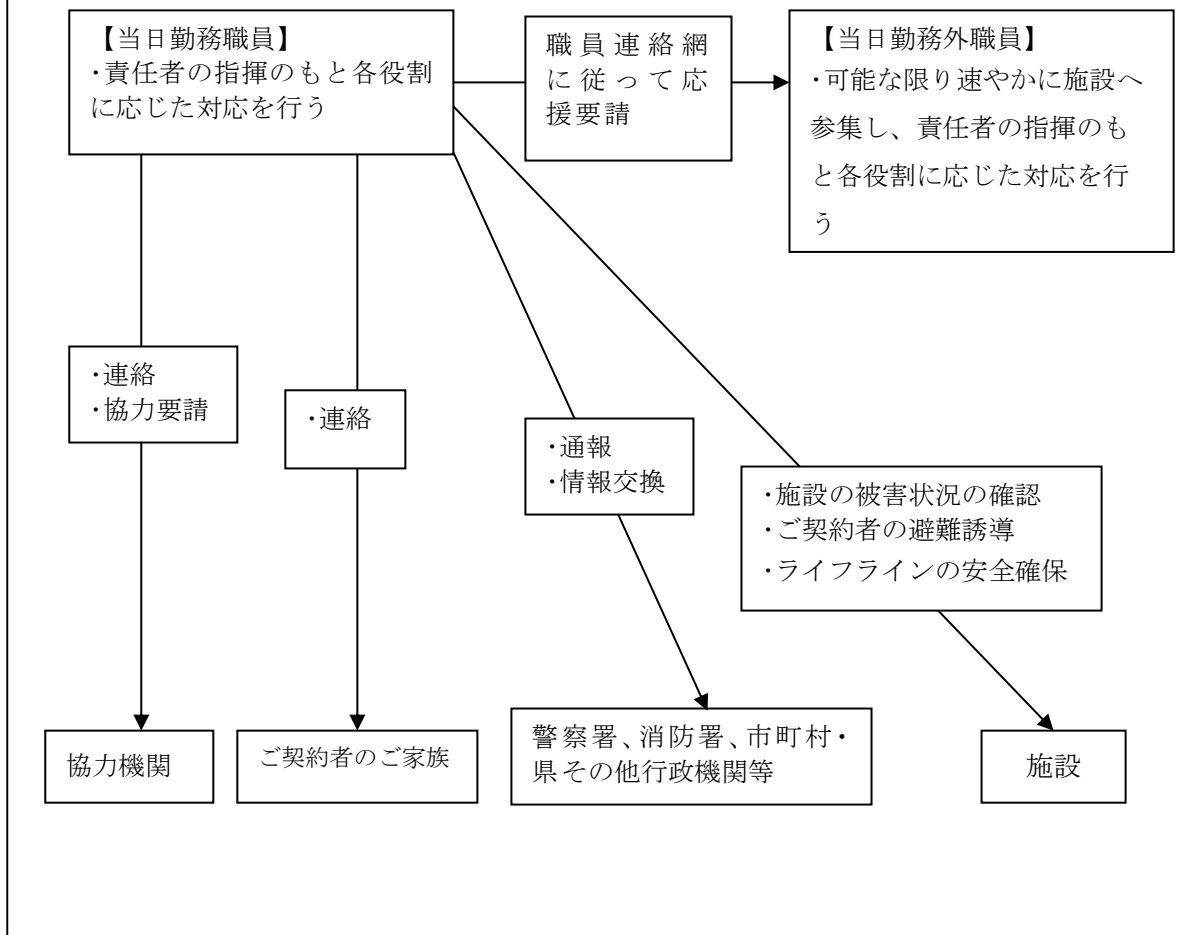 【当日勤務職員】
・責任者の指揮のもと各役割
に応じた対応を行う
職員連絡網
に従って応
援要請
【当日勤務外職員】
・可能な限り速やかに施設へ
参集し、責任者の指揮のも
と各役割に応じた対応を行
う
・連絡
・協力要請
・連絡
・通報
・情報交換
・施設の被害状況の確認
・ご契約者の避難誘導
・ライフラインの安全確保
協力機関
ご契約者のご家族
警察署、消防署、市町村・
県その他行政機関等
施設